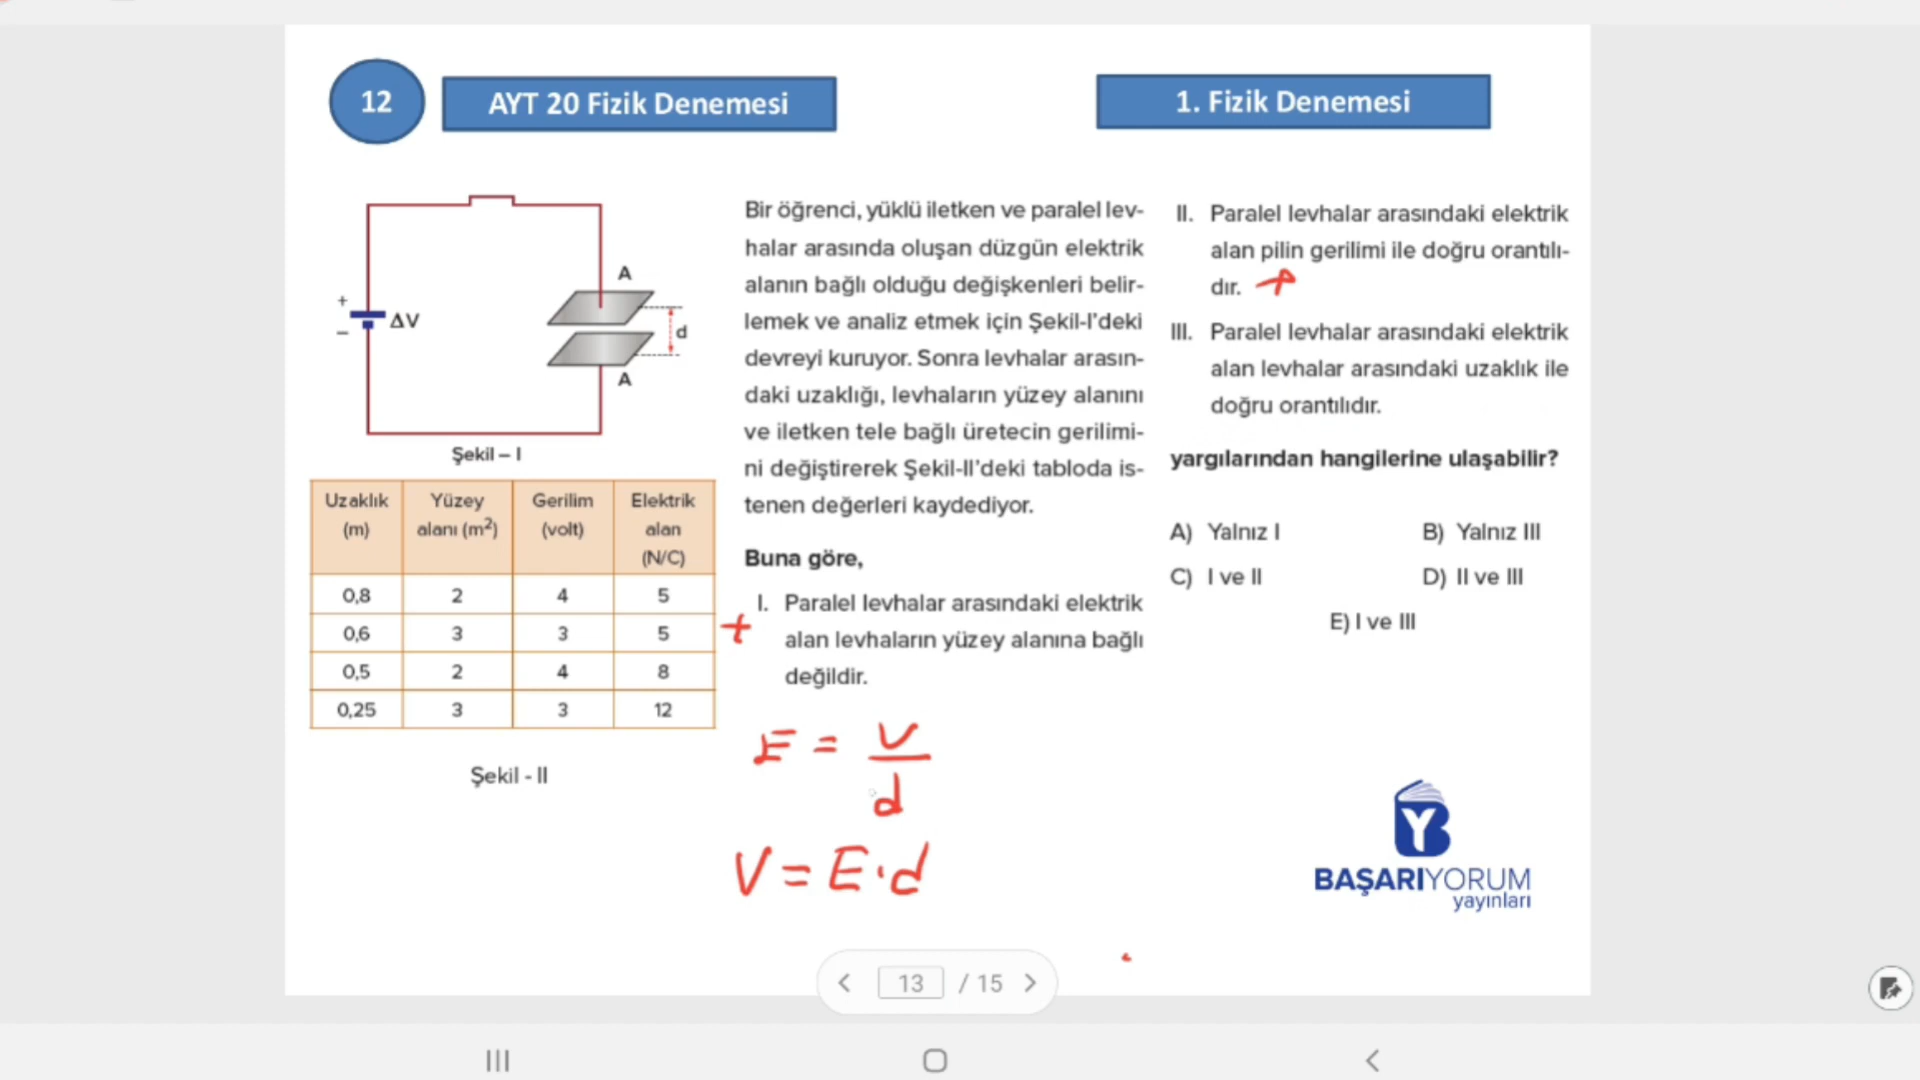 12
AYT 20 Fizik Denemesi
1. Fizik Denemesi
A
+
−
ΔV
d
A
Şekil – I
Uzaklık (m) Yüzey alanı (m²) Gerilim (volt) Elektrik alan (N/C)
0,8 2 4 5
0,6 3 3 5
0,5 2 4 8
0,25 3 3 12
Şekil - II
Bir öğrenci, yüklü iletken ve paralel lev-
halar arasında oluşan düzgün elektrik
alanın bağlı olduğu değişkenleri belir-
lemek ve analiz etmek için Şekil-I'deki
devreyi kuruyor. Sonra levhalar arasın-
daki uzaklığı, levhaların yüzey alanını
ve iletken tele bağlı üretecin gerilimi-
ni değiştirerek Şekil-II'deki tabloda is-
tenen değerleri kaydediyor.
Buna göre,
+
I. Paralel levhalar arasındaki elektrik
alan levhaların yüzey alanına bağlı
değildir.
E = V/d
V = E·d
II. Paralel levhalar arasındaki elektrik
alan pilin gerilimi ile doğru orantılı-
dır.
III. Paralel levhalar arasındaki elektrik
alan levhalar arasındaki uzaklık ile
doğru orantılıdır.
yargılarından hangilerine ulaşabilir?
A) Yalnız I B) Yalnız III
C) I ve II D) II ve III
E) I ve III
BAŞARIYORUM
yayınları
13 / 15